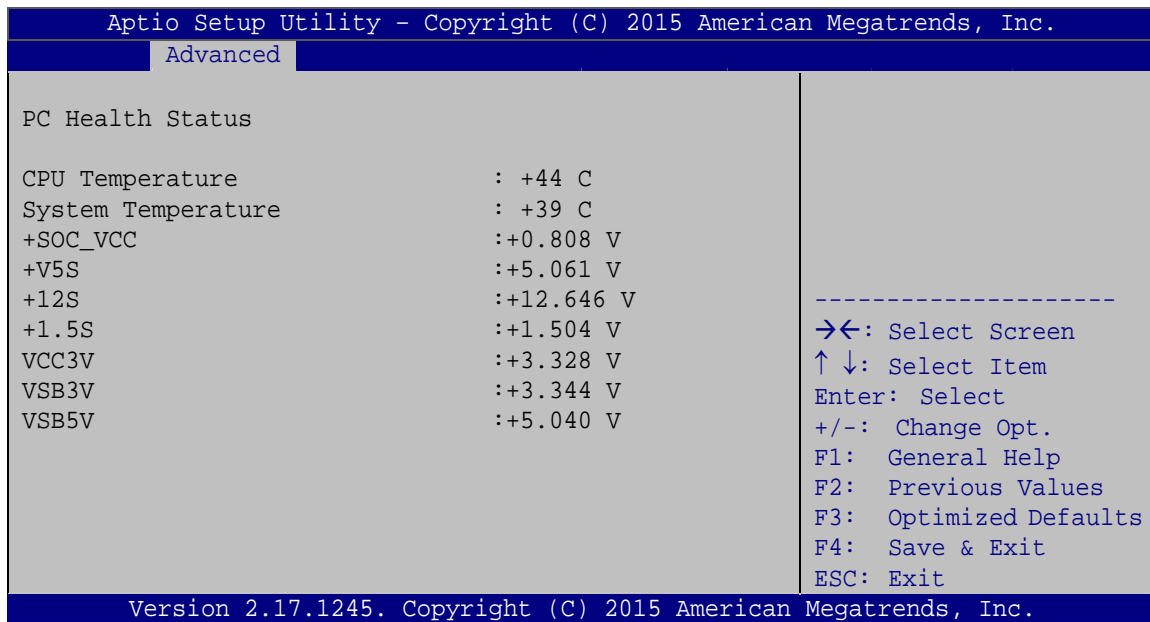 Aptio Setup Utility – Copyright (C) 2015 American Megatrends, Inc.
Advanced
PC Health Status
CPU Temperature : +44 C
System Temperature : +39 C
+SOC_VCC :+0.808 V
+V5S :+5.061 V
+12S :+12.646 V
+1.5S :+1.504 V
VCC3V :+3.328 V
VSB3V :+3.344 V
VSB5V :+5.040 V
---------------------
→←: Select Screen
↑ ↓: Select Item
Enter: Select
+/-: Change Opt.
F1: General Help
F2: Previous Values
F3: Optimized Defaults
F4: Save & Exit
ESC: Exit
Version 2.17.1245. Copyright (C) 2015 American Megatrends, Inc.